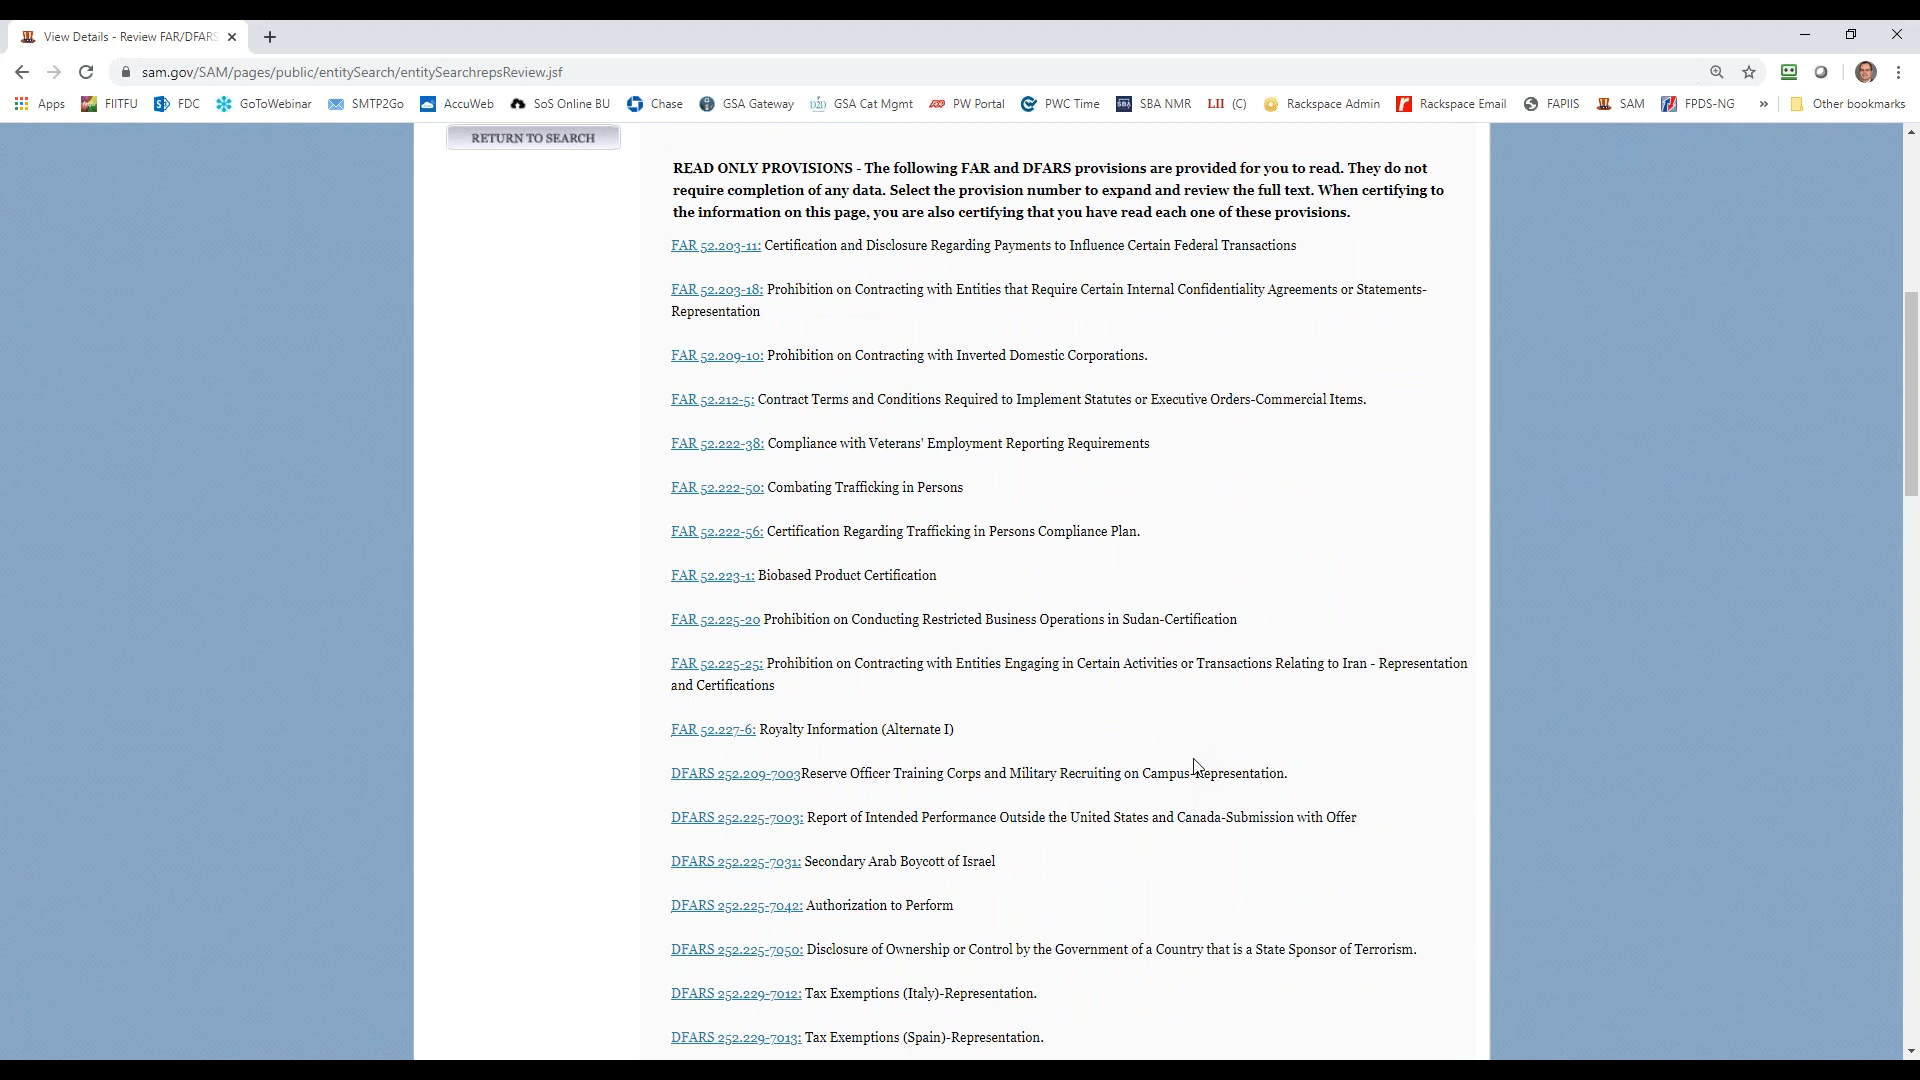 View Details - Review FAR/DFARS
sam.gov/SAM/pages/public/entitySearch/entitySearchrepsReview.jsf
Apps FIITFU FDC GoToWebinar SMTP2Go AccuWeb SoS Online BU Chase GSA Gateway GSA Cat Mgmt PW Portal PWC Time SBA NMR LII (C) Rackspace Admin Rackspace Email FAPIIS SAM FPDS-NG » Other bookmarks
RETURN TO SEARCH
READ ONLY PROVISIONS - The following FAR and DFARS provisions are provided for you to read. They do not
require completion of any data. Select the provision number to expand and review the full text. When certifying to
the information on this page, you are also certifying that you have read each one of these provisions.
FAR 52.203-11: Certification and Disclosure Regarding Payments to Influence Certain Federal Transactions
FAR 52.203-18: Prohibition on Contracting with Entities that Require Certain Internal Confidentiality Agreements or Statements-
Representation
FAR 52.209-10: Prohibition on Contracting with Inverted Domestic Corporations.
FAR 52.212-5: Contract Terms and Conditions Required to Implement Statutes or Executive Orders-Commercial Items.
FAR 52.222-38: Compliance with Veterans' Employment Reporting Requirements
FAR 52.222-50: Combating Trafficking in Persons
FAR 52.222-56: Certification Regarding Trafficking in Persons Compliance Plan.
FAR 52.223-1: Biobased Product Certification
FAR 52.225-20 Prohibition on Conducting Restricted Business Operations in Sudan-Certification
FAR 52.225-25: Prohibition on Contracting with Entities Engaging in Certain Activities or Transactions Relating to Iran - Representation
and Certifications
FAR 52.227-6: Royalty Information (Alternate I)
DFARS 252.209-7003Reserve Officer Training Corps and Military Recruiting on Campus-Representation.
DFARS 252.225-7003: Report of Intended Performance Outside the United States and Canada-Submission with Offer
DFARS 252.225-7031: Secondary Arab Boycott of Israel
DFARS 252.225-7042: Authorization to Perform
DFARS 252.225-7050: Disclosure of Ownership or Control by the Government of a Country that is a State Sponsor of Terrorism.
DFARS 252.229-7012: Tax Exemptions (Italy)-Representation.
DFARS 252.229-7013: Tax Exemptions (Spain)-Representation.